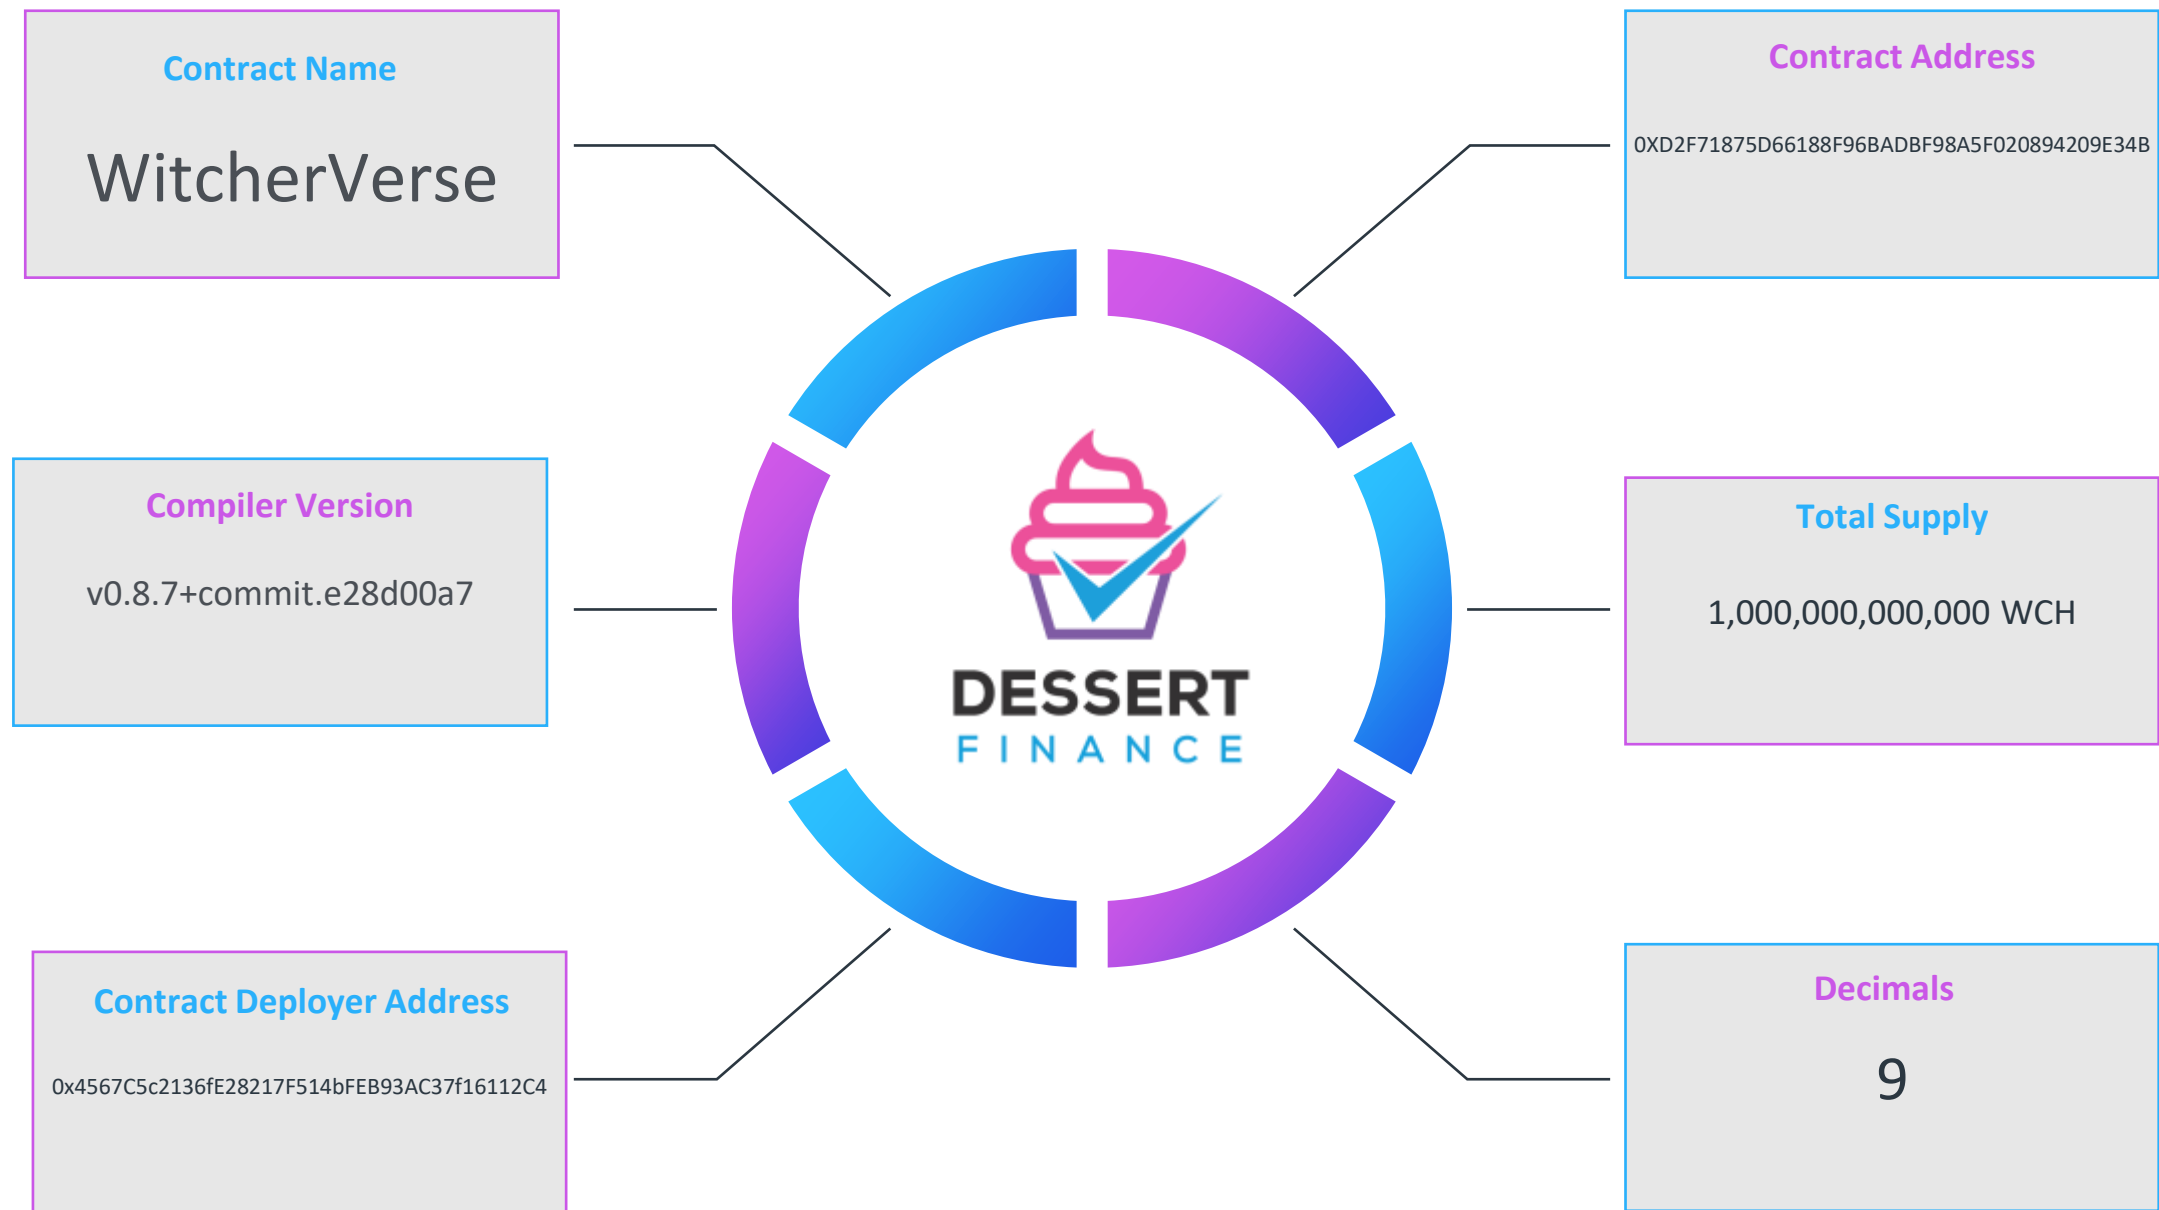 Contract Name
WitcherVerse
Contract Address
0XD2F71875D66188F96BADBF98A5F020894209E34B
Compiler Version
v0.8.7+commit.e28d00a7
Total Supply
1,000,000,000,000 WCH
DESSERT
FINANCE
Contract Deployer Address
0x4567C5c2136fE28217F514bFEB93AC37f16112C4
Decimals
9